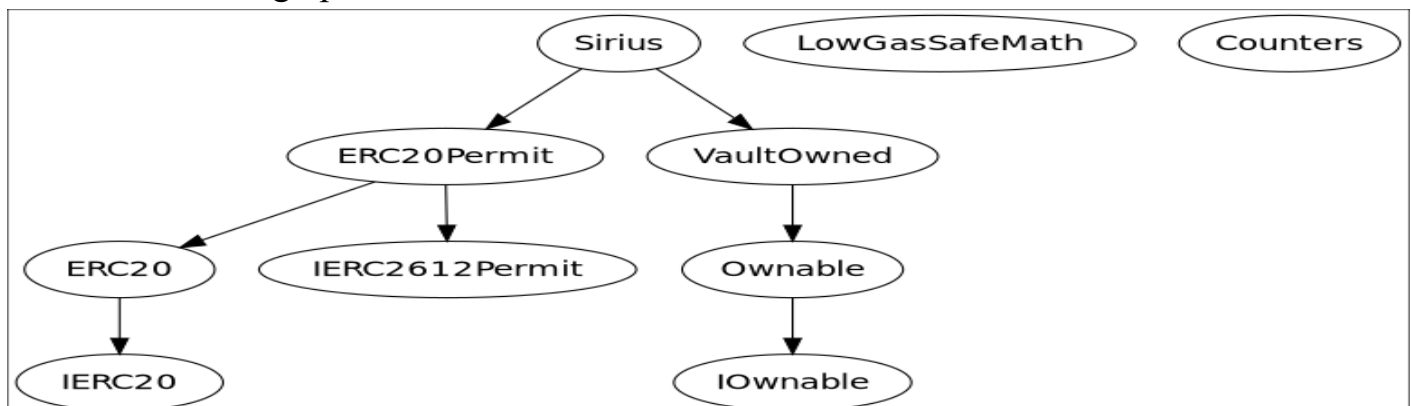 Sirius LowGasSafeMath Counters
ERC20Permit VaultOwned
ERC20 IERC2612Permit Ownable
IERC20 IOwnable